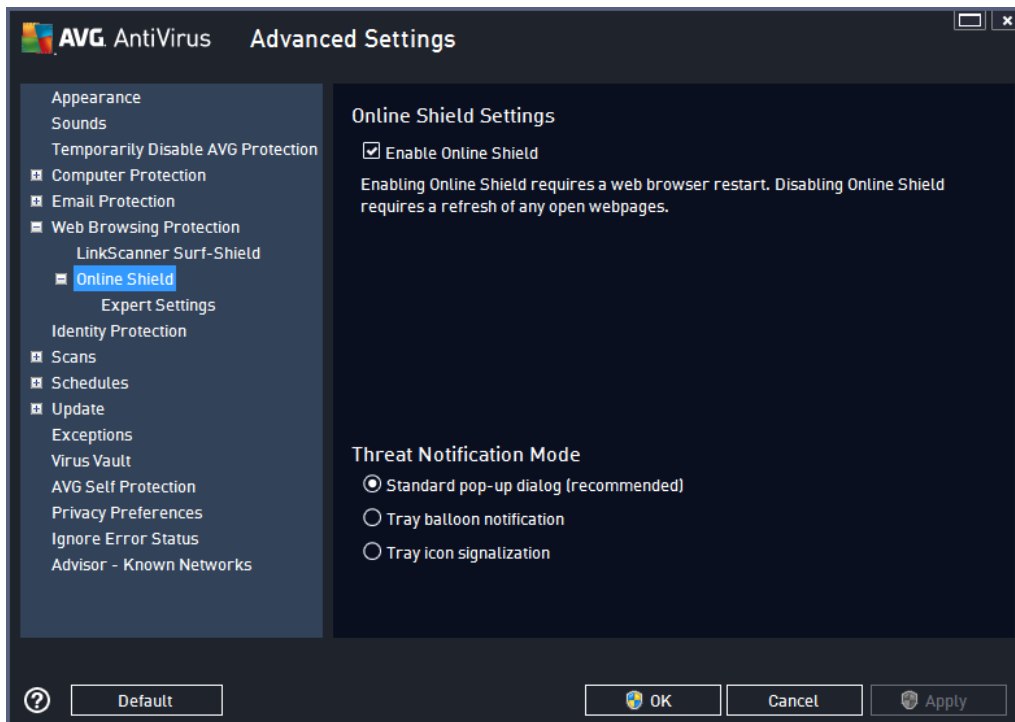 AVG. AntiVirus Advanced Settings
Appearance
Sounds
Temporarily Disable AVG Protection
Computer Protection
Email Protection
Web Browsing Protection
LinkScanner Surf-Shield
Online Shield
Expert Settings
Identity Protection
Scans
Schedules
Update
Exceptions
Virus Vault
AVG Self Protection
Privacy Preferences
Ignore Error Status
Advisor - Known Networks
Online Shield Settings
Enable Online Shield
Enabling Online Shield requires a web browser restart. Disabling Online Shield
requires a refresh of any open webpages.
Threat Notification Mode
Standard pop-up dialog (recommended)
Tray balloon notification
Tray icon signalization
? Default OK Cancel Apply